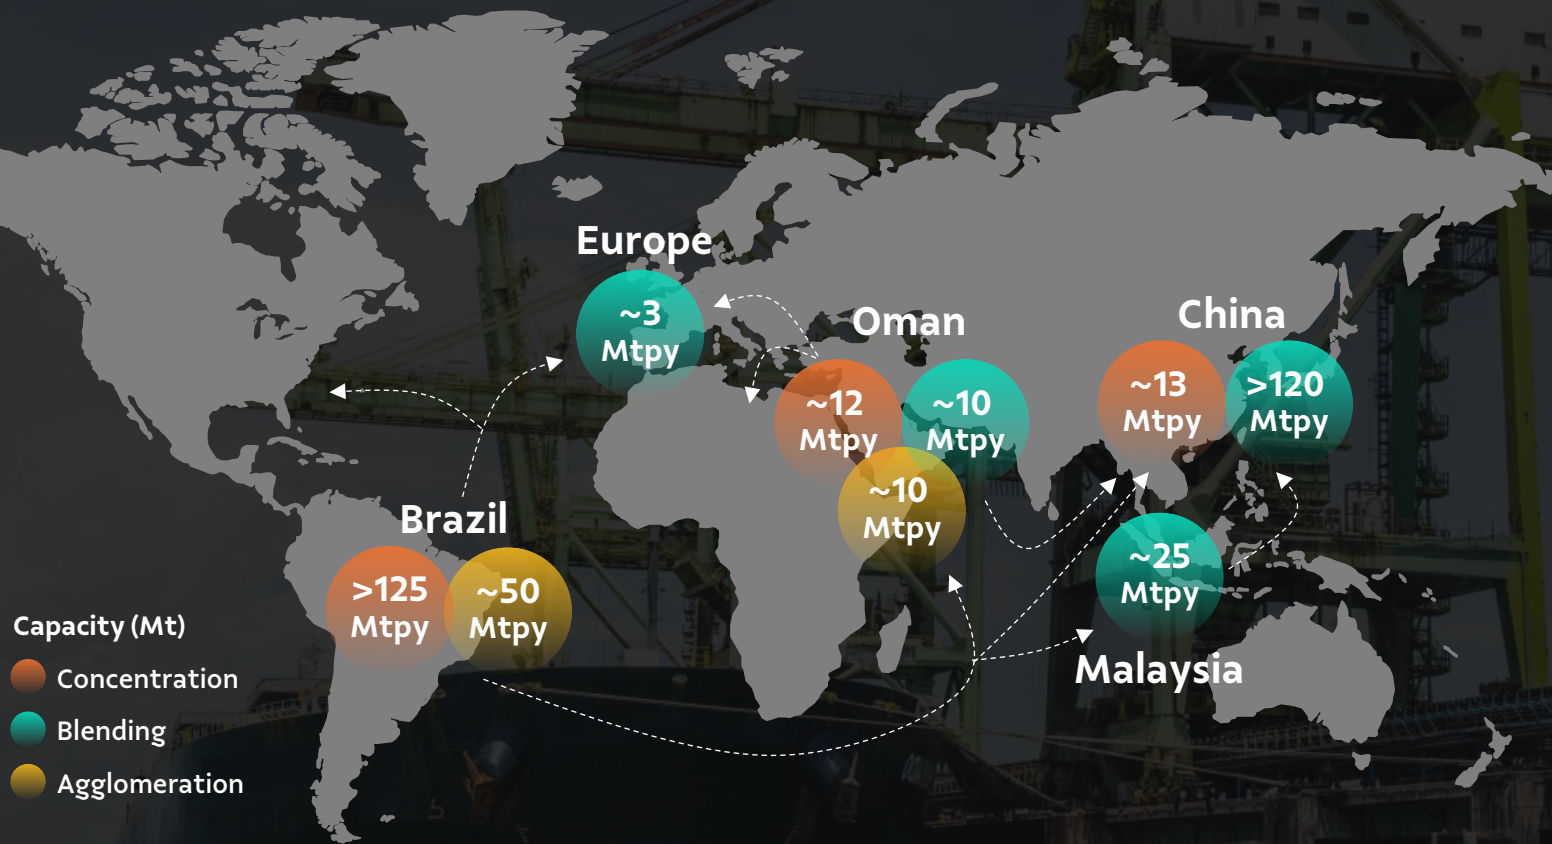 Europe
~3
Mtpy
Oman
~12
Mtpy
~10
Mtpy
~10
Mtpy
China
~13
Mtpy
>120
Mtpy
Brazil
>125
Mtpy
~50
Mtpy
~25
Mtpy
Malaysia
Capacity (Mt)
Concentration
Blending
Agglomeration